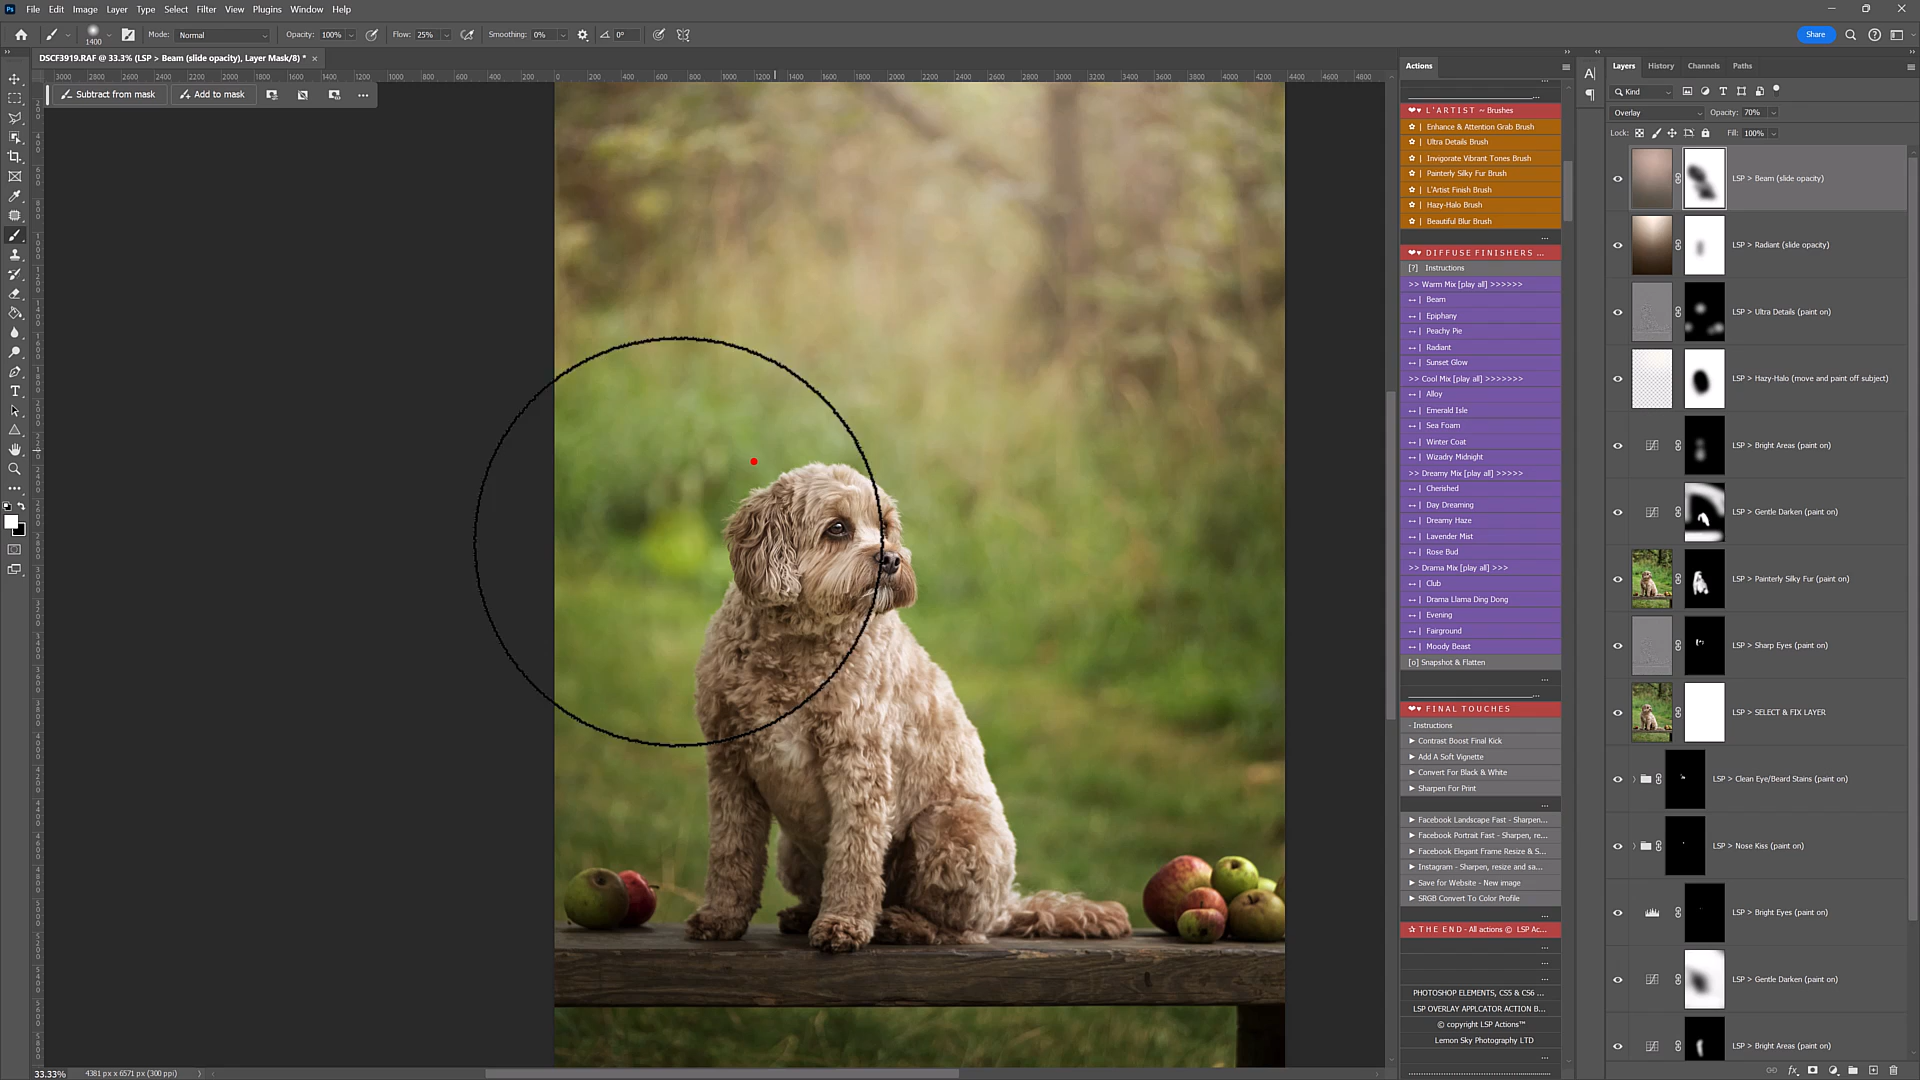 File Edit Image Layer Type Select Filter View Plugins Window Help
1400
Mode: Normal
Opacity: 100%
Flow: 25%
Smoothing: 0%
0°
Share
DSCF3919.RAF @ 33.3% (LSP > Beam (slide opacity), Layer Mask/8) *
Subtract from mask
Add to mask
Actions
L'ARTIST ~ Brushes
Enhance & Attention Grab Brush
Ultra Details Brush
Invigorate Vibrant Tones Brush
Painterly Silky Fur Brush
L'Artist Finish Brush
Hazy-Halo Brush
Beautiful Blur Brush
DIFFUSE FINISHERS ...
[?] Instructions
>> Warm Mix [play all] >>>>>>
Beam
Epiphany
Peachy Pie
Radiant
Sunset Glow
>> Cool Mix [play all] >>>>>>>
Alloy
Emerald Isle
Sea Foam
Winter Coat
Wizadry Midnight
>> Dreamy Mix [play all] >>>>>
Cherished
Day Dreaming
Dreamy Haze
Lavender Mist
Rose Bud
>> Drama Mix [play all] >>>
Club
Drama Llama Ding Dong
Evening
Fairground
Moody Beast
[o] Snapshot & Flatten
FINAL TOUCHES
- Instructions
Contrast Boost Final Kick
Add A Soft Vignette
Convert For Black & White
Sharpen For Print
Facebook Landscape Fast - Sharpen...
Facebook Portrait Fast - Sharpen, re...
Facebook Elegant Frame Resize & S...
Instagram - Sharpen, resize and sa...
Save for Website - New image
SRGB Convert To Color Profile
THE END - All actions © LSP Ac...
PHOTOSHOP ELEMENTS, CS5 & CS6 ...
LSP OVERLAY APPLICATOR ACTION B...
© copyright LSP Actions™
Lemon Sky Photography LTD
Layers History Channels Paths
Kind
Overlay
Opacity: 70%
Lock:
Fill: 100%
LSP > Beam (slide opacity)
LSP > Radiant (slide opacity)
LSP > Ultra Details (paint on)
LSP > Hazy-Halo (move and paint off subject)
LSP > Bright Areas (paint on)
LSP > Gentle Darken (paint on)
LSP > Painterly Silky Fur (paint on)
LSP > Sharp Eyes (paint on)
LSP > SELECT & FIX LAYER
LSP > Clean Eye/Beard Stains (paint on)
LSP > Nose Kiss (paint on)
LSP > Bright Eyes (paint on)
LSP > Gentle Darken (paint on)
LSP > Bright Areas (paint on)
33.33%
4381 px x 6571 px (300 ppi)